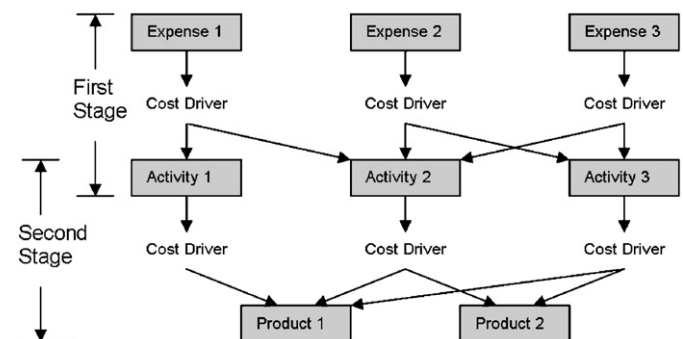 Expense 1
Expense 2
Expense 3
First
Stage
Cost Driver
Cost Driver
Cost Driver
Activity 1
Activity 2
Activity 3
Second
Stage
Cost Driver
Cost Driver
Cost Driver
Product 1
Product 2